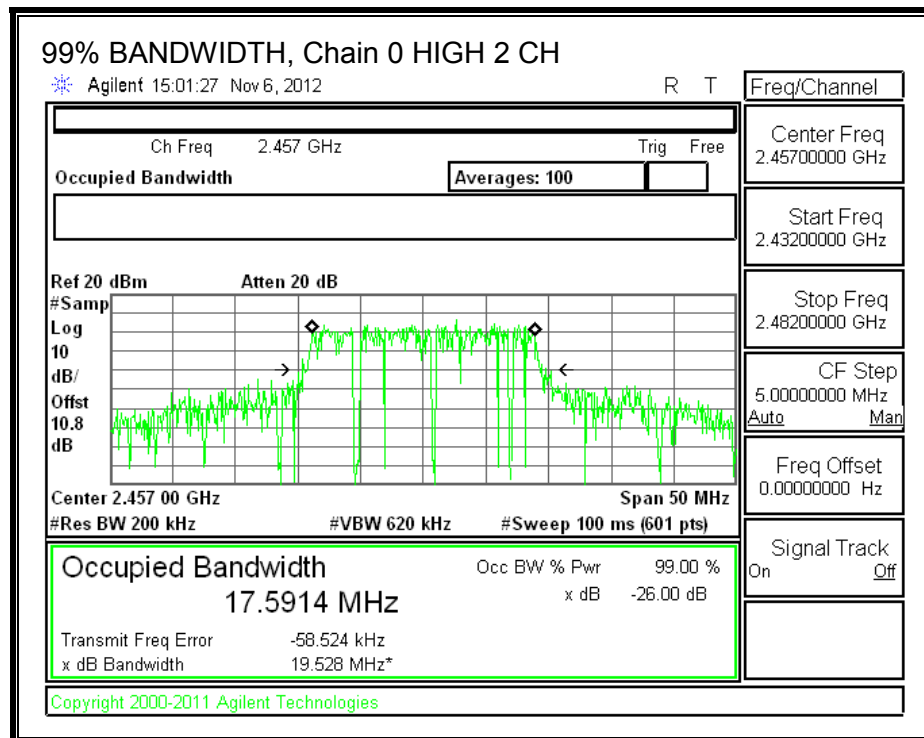 99% BANDWIDTH, Chain 0 HIGH 2 CH
Agilent 15:01:27 Nov 6, 2012 R T
Freq/Channel
Ch Freq 2.457 GHz Trig Free
Occupied Bandwidth Averages: 100
Center Freq
2.45700000 GHz
Start Freq
2.43200000 GHz
Stop Freq
2.48200000 GHz
CF Step
5.00000000 MHz
Auto Man
Freq Offset
0.00000000 Hz
Signal Track
On Off
Ref 20 dBm Atten 20 dB
#Samp
Log
10
dB/
Offst
10.8
dB
Center 2.457 00 GHz Span 50 MHz
#Res BW 200 kHz #VBW 620 kHz #Sweep 100 ms (601 pts)
Occupied Bandwidth Occ BW % Pwr 99.00 %
17.5914 MHz x dB -26.00 dB
Transmit Freq Error -58.524 kHz
x dB Bandwidth 19.528 MHz*
Copyright 2000-2011 Agilent Technologies